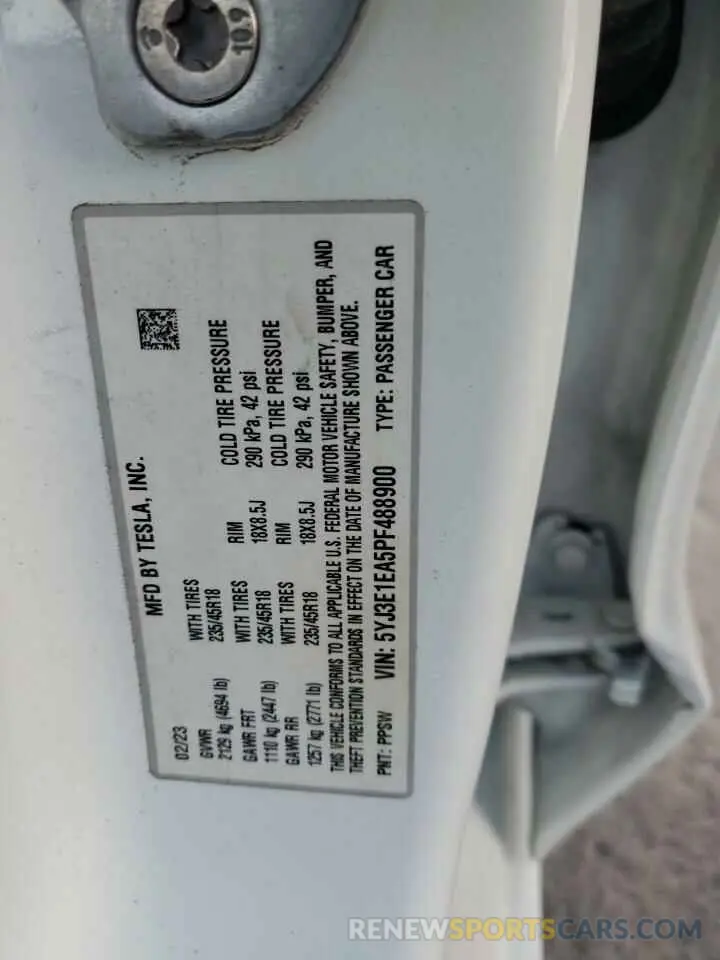 10.9
MFD BY TESLA, INC.
02/23
GVWR WITH TIRES
2129 kg (4694 lb) 235/45R18
GAWR FRT WITH TIRES RIM COLD TIRE PRESSURE
1110 kg (2447 lb) 235/45R18 18X8.5J 290 kPa, 42 psi
GAWR RR WITH TIRES RIM COLD TIRE PRESSURE
1257 kg (2771 lb) 235/45R18 18X8.5J 290 kPa, 42 psi
THIS VEHICLE CONFORMS TO ALL APPLICABLE U.S. FEDERAL MOTOR VEHICLE SAFETY, BUMPER, AND
THEFT PREVENTION STANDARDS IN EFFECT ON THE DATE OF MANUFACTURE SHOWN ABOVE.
PNT: PPSW VIN: 5YJ3E1EA5PF488900 TYPE: PASSENGER CAR
RENEWSPORTSCARS.COM